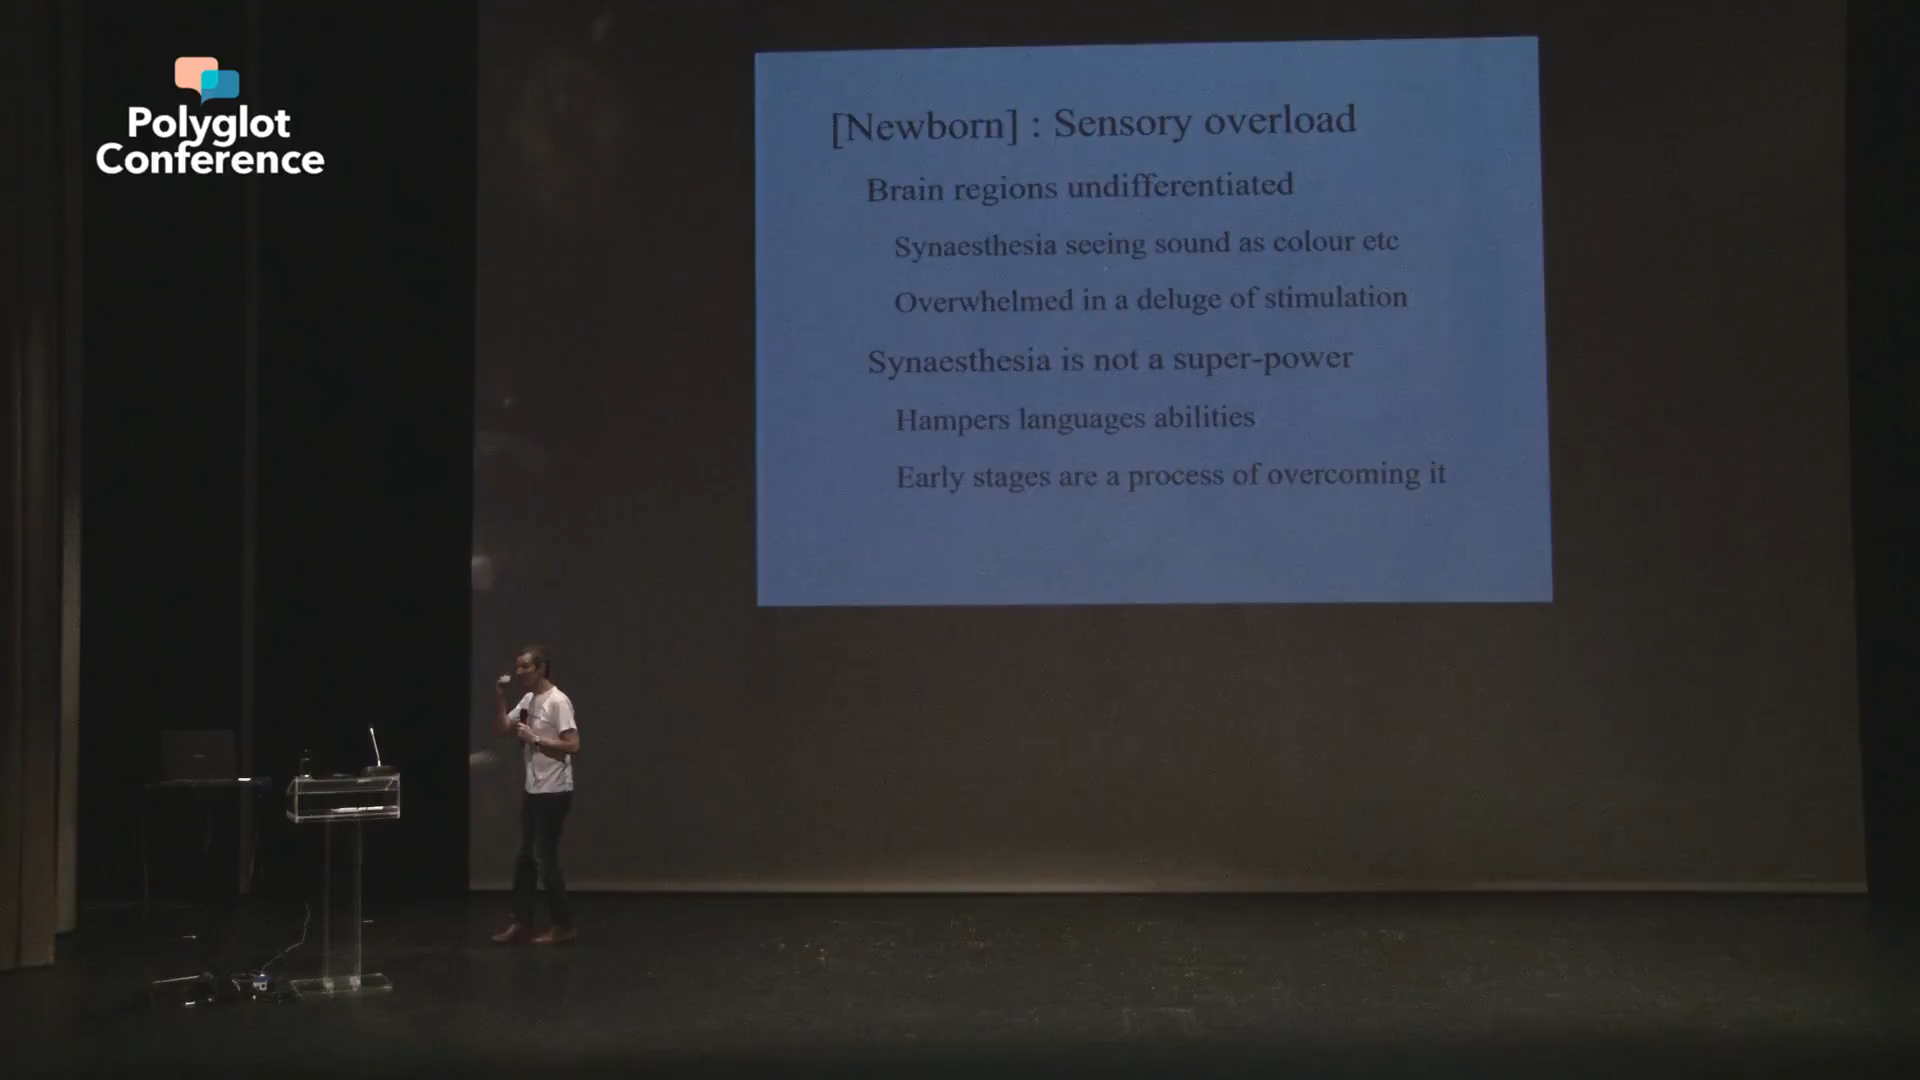 Polyglot
Conference
[Newborn] : Sensory overload
Brain regions undifferentiated
Synaesthesia seeing sound as colour etc
Overwhelmed in a deluge of stimulation
Synaesthesia is not a super-power
Hampers languages abilities
Early stages are a process of overcoming it